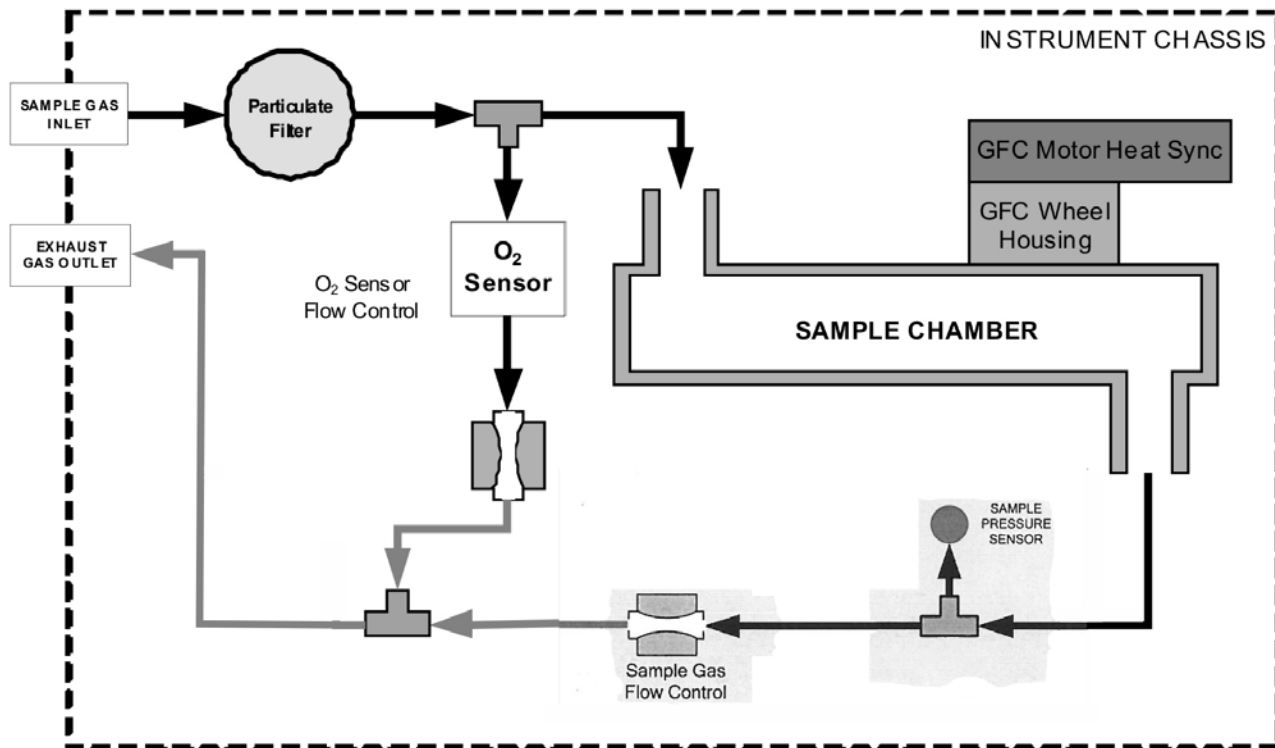 INSTRUMENT CHASSIS
SAMPLE GAS
INLET
Particulate
Filter
GFC Motor Heat Sync
GFC Wheel
Housing
EXHAUST
GAS OUTLET
O₂
Sensor
O₂ Sensor
Flow Control
SAMPLE CHAMBER
SAMPLE
PRESSURE
SENSOR
Sample Gas
Flow Control